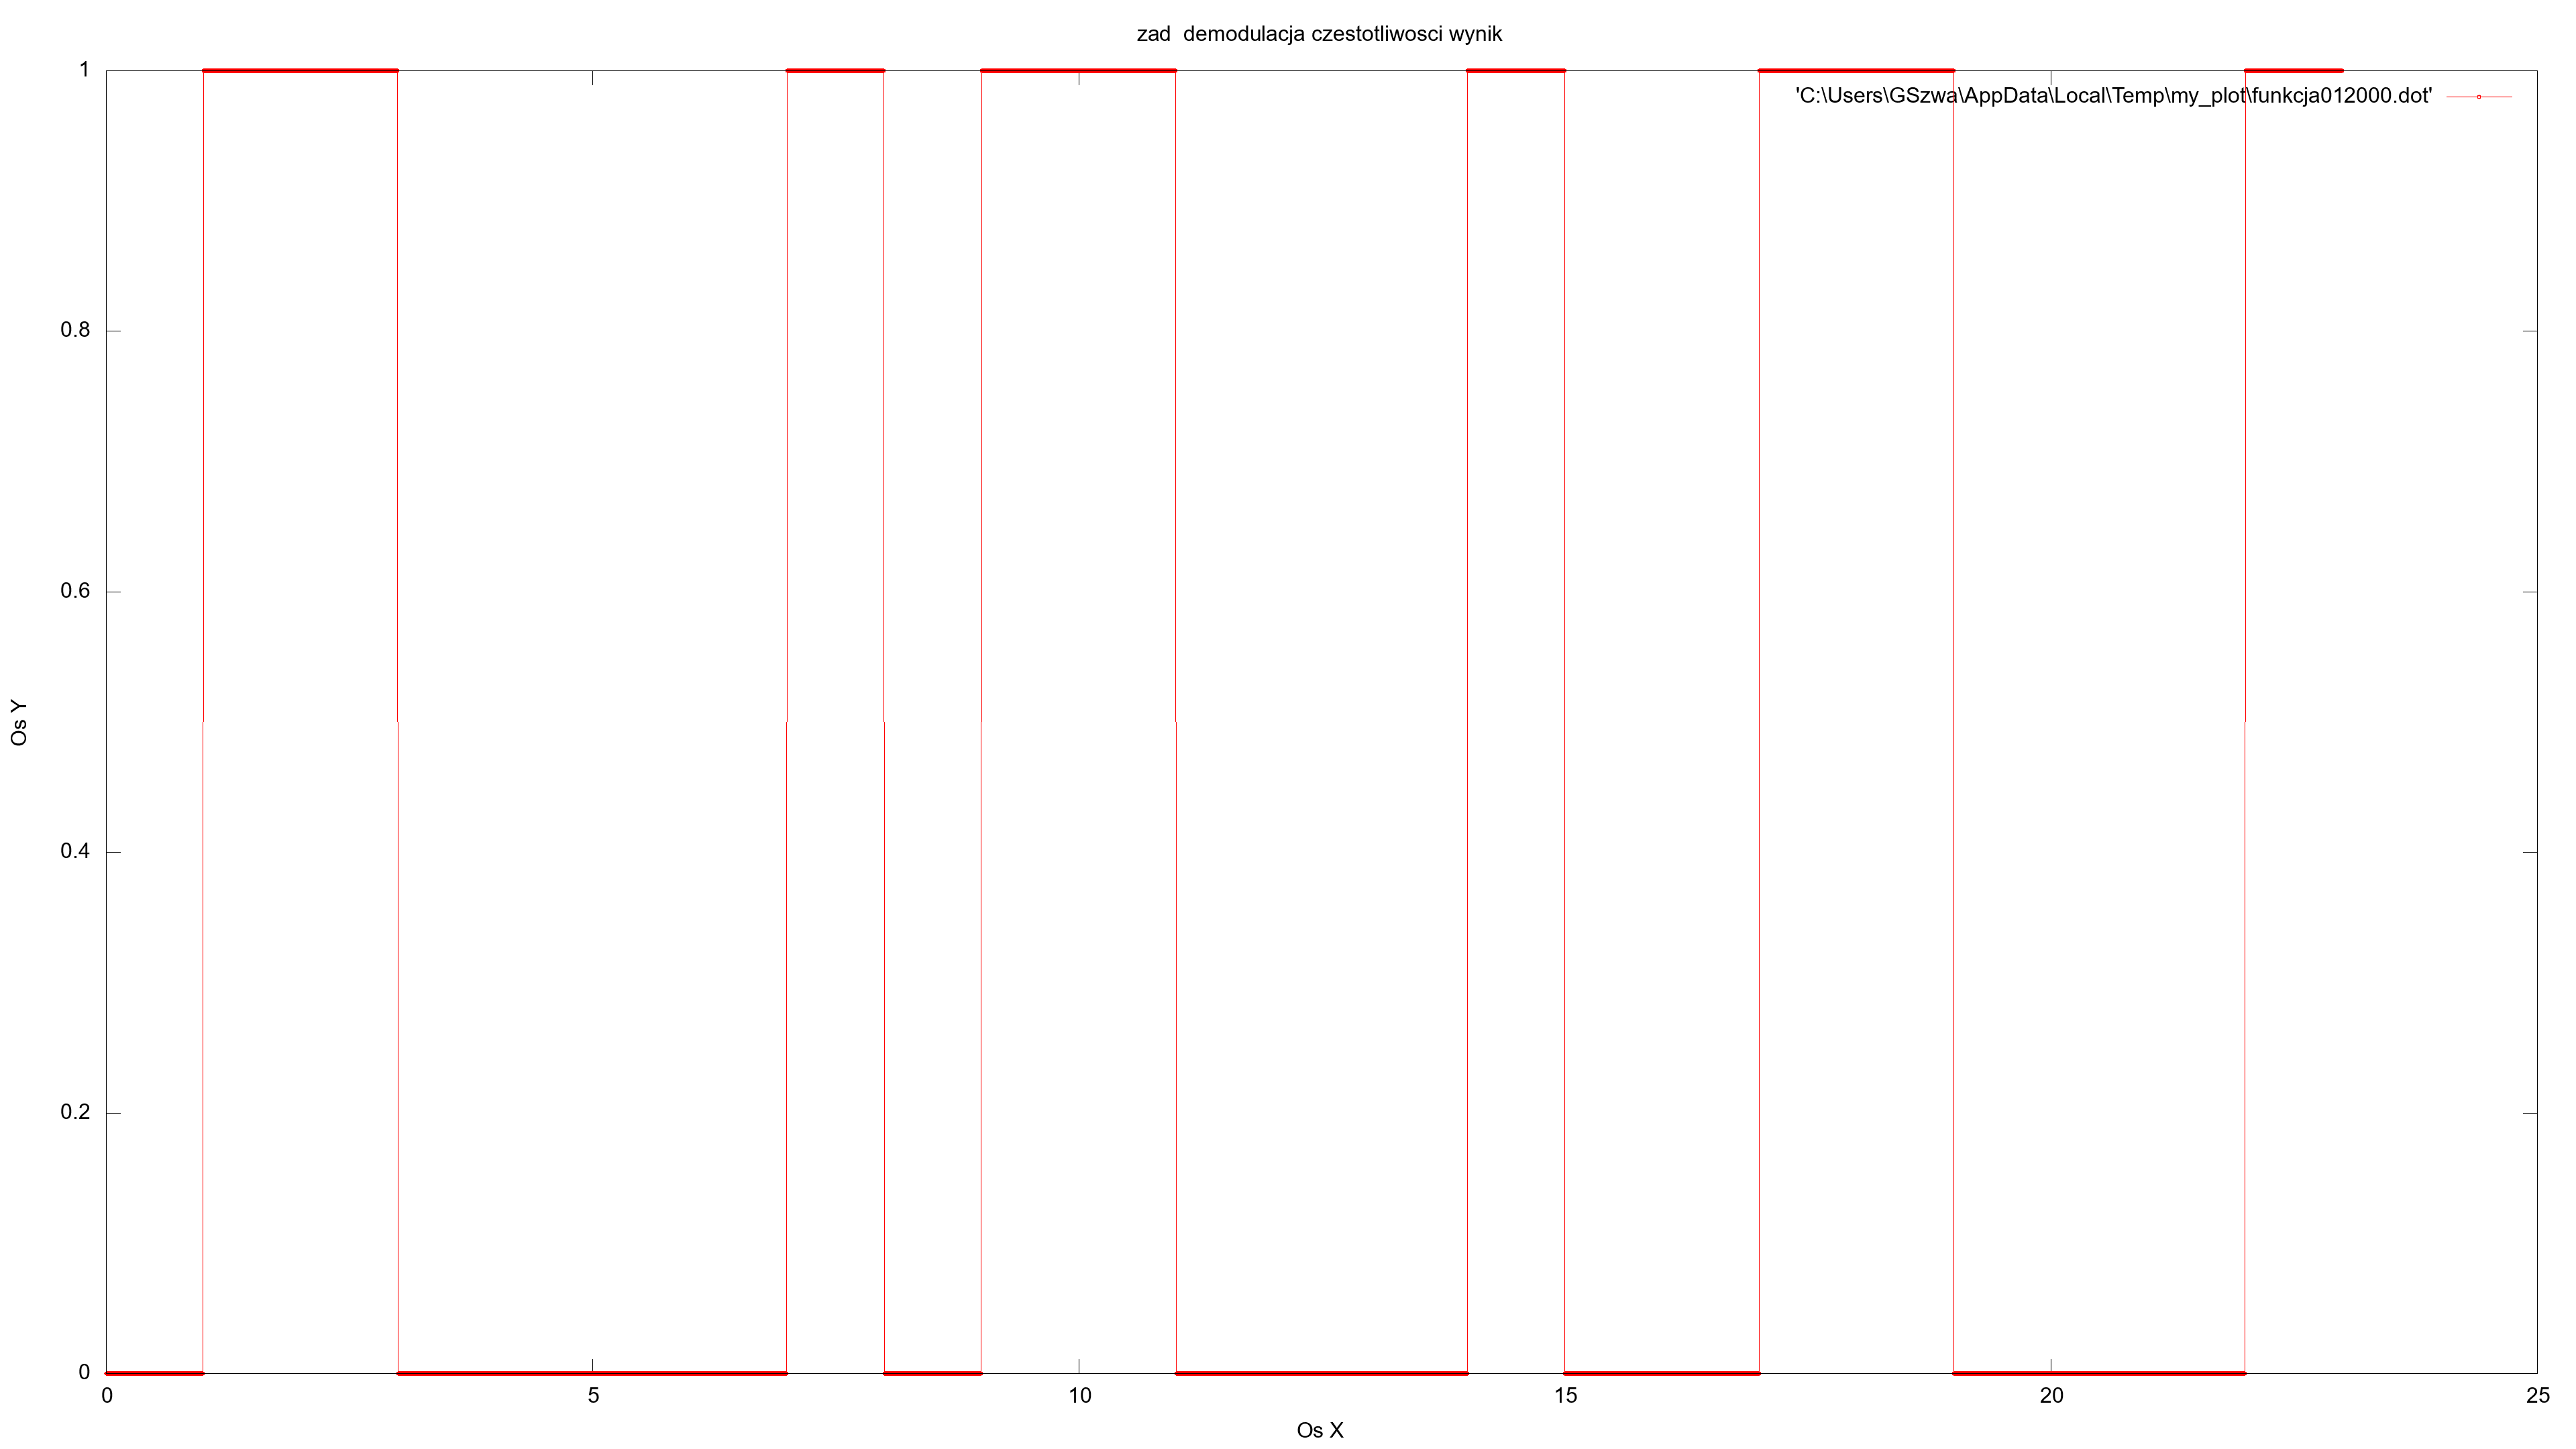 zad  demodulacja czestotliwosci wynik
'C:\Users\GSzwa\AppData\Local\Temp\my_plot\funkcja012000.dot'
1
0.8
0.6
0.4
0.2
0
Os Y
0 5 10 15 20 25
Os X